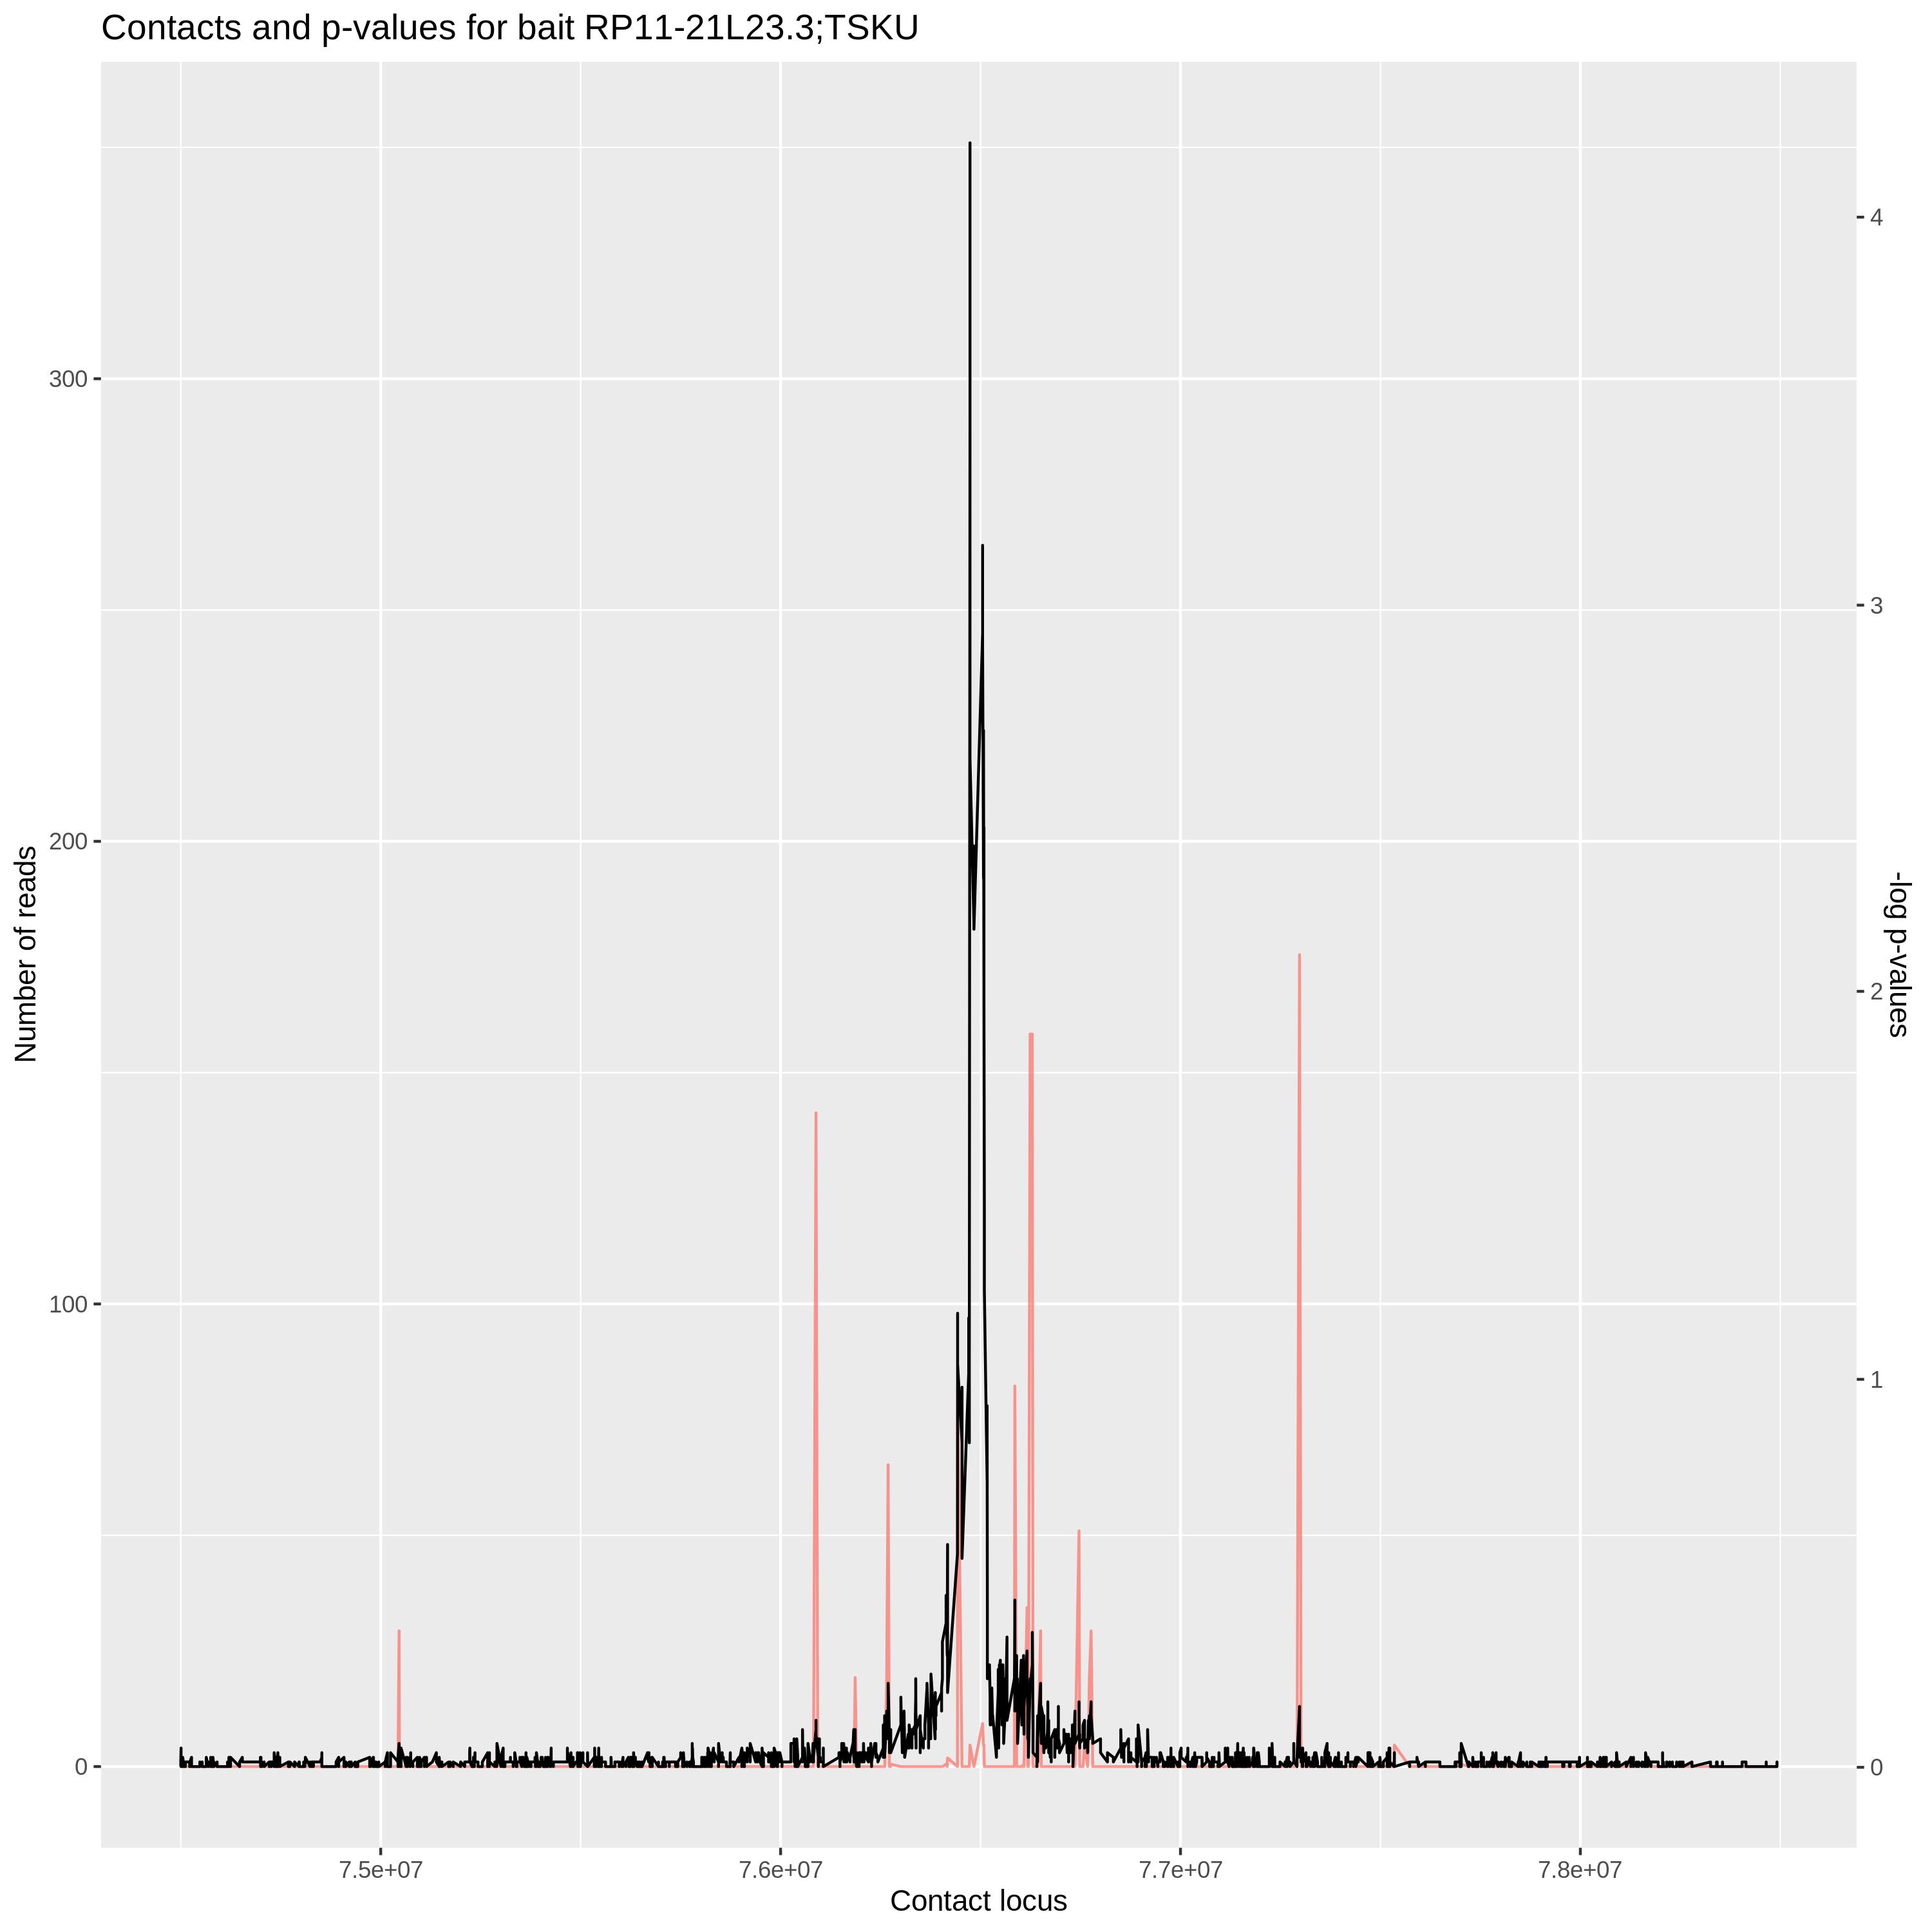 Contacts and p-values for bait RP11-21L23.3;TSKU
Number of reads
300
200
100
0
4
3
2
1
0
-log p-values
7.5e+07
7.6e+07
7.7e+07
7.8e+07
Contact locus